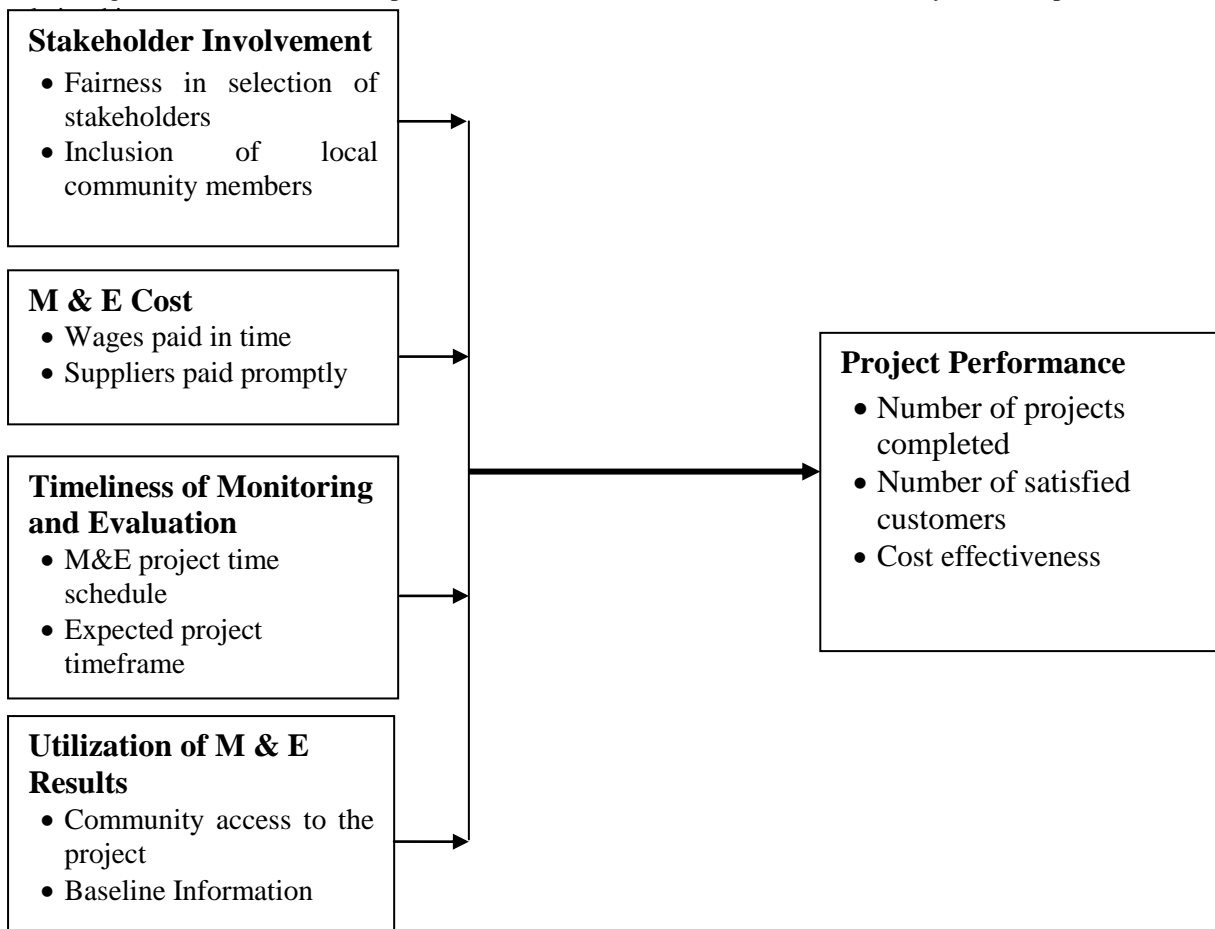 Stakeholder Involvement
• Fairness in selection of
stakeholders
• Inclusion of local
community members
M & E Cost
• Wages paid in time
• Suppliers paid promptly
Timeliness of Monitoring
and Evaluation
• M&E project time
schedule
• Expected project
timeframe
Utilization of M & E
Results
• Community access to the
project
• Baseline Information
Project Performance
• Number of projects
completed
• Number of satisfied
customers
• Cost effectiveness